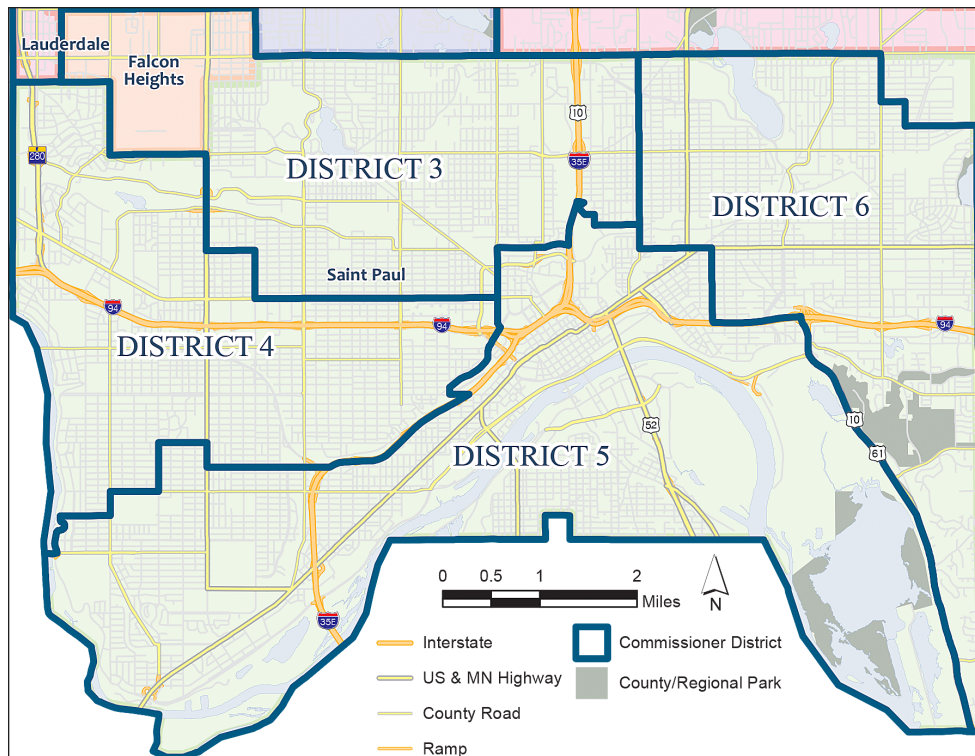 Lauderdale
Falcon
Heights
10
280
DISTRICT 3
35E
DISTRICT 6
Saint Paul
94
94
94
DISTRICT 4
10
52
61
DISTRICT 5
0 0.5 1 2
Miles
N
35E
Interstate
Commissioner District
US & MN Highway
County/Regional Park
County Road
Ramp